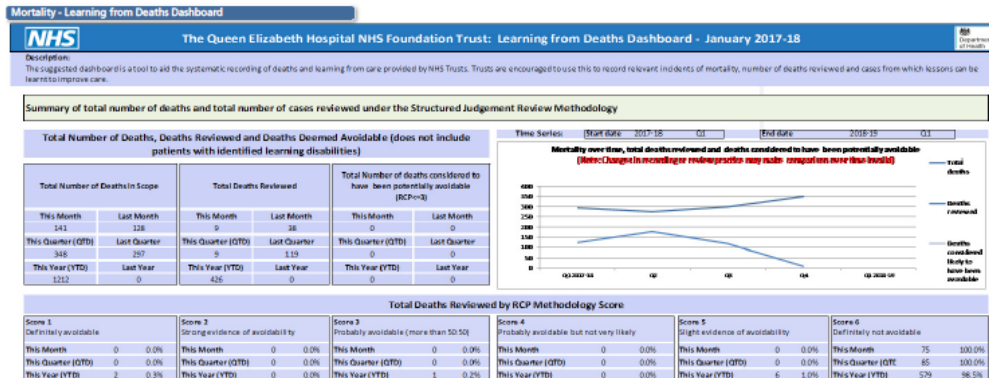 Mortality - Learning from Deaths Dashboard
NHS
The Queen Elizabeth Hospital NHS Foundation Trust: Learning from Deaths Dashboard - January 2017-18
Department of Health
Description:
The suggested dashboard is a tool to aid the systematic recording of deaths and learning from care provided by NHS Trusts. Trusts are encouraged to use this to record relevant incidents of mortality, number of deaths reviewed and cases from which lessons can be
learnt to improve care.
Summary of total number of deaths and total number of cases reviewed under the Structured Judgement Review Methodology
Total Number of Deaths, Deaths Reviewed and Deaths Deemed Avoidable (does not include
patients with identified learning disabilities)
Total Number of Deaths in Scope Total Deaths Reviewed Total Number of deaths considered to
have been potentially avoidable
(RCP<=3)
This Month Last Month This Month Last Month This Month Last Month
141 128 9 38 0 0
This Quarter (QTD) Last Quarter This Quarter (QTD) Last Quarter This Quarter (QTD) Last Quarter
348 297 9 119 0 0
This Year (YTD) Last Year This Year (YTD) Last Year This Year (YTD) Last Year
1212 0 426 0 0
Time Series: Start date 2017-18 Q1 End date 2018-19 Q1
Mortality over time, total deaths reviewed and deaths considered to have been potentially avoidable
(Note: Changes in recording or review practice may make comparison over time invalid)
400
350
300
250
200
150
100
50
0
Q1 2017-18 Q2 Q3 Q4 Q1 2018-19
Total
deaths
Deaths
reviewed
Deaths
considered
likely to
have been
avoidable
Total Deaths Reviewed by RCP Methodology Score
Score 1 Score 2 Score 3 Score 4 Score 5 Score 6
Definitely avoidable Strong evidence of avoidability Probably avoidable (more than 50:50) Probably avoidable but not very likely Slight evidence of avoidability Definitely not avoidable
This Month 0 0.0% This Month 0 0.0% This Month 0 0.0% This Month 0 0.0% This Month 0 0.0% This Month 75 100.0%
This Quarter (QTD) 0 0.0% This Quarter (QTD) 0 0.0% This Quarter (QTD) 0 0.0% This Quarter (QTD) 0 0.0% This Quarter (QTD) 0 0.0% This Quarter (QTE 85 100.0%
This Year (YTD) 2 0.3% This Year (YTD) 0 0.0% This Year (YTD) 1 0.2% This Year (YTD) 0 0.0% This Year (YTD) 6 1.0% This Year (YTD) 579 98.5%